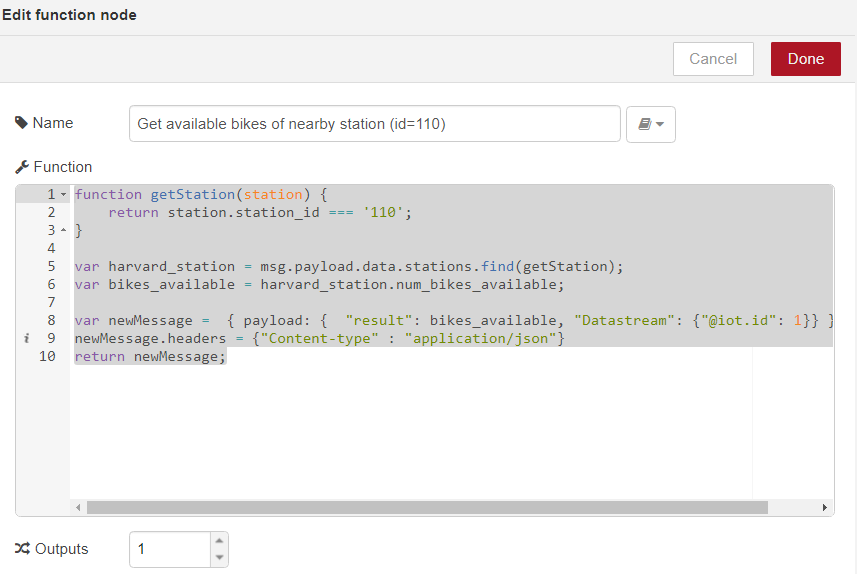 Edit function node
Cancel
Done
Name
Get available bikes of nearby station (id=110)
Function
1 function getStation(station) {
2     return station.station_id === '110';
3 }
4
5 var harvard_station = msg.payload.data.stations.find(getStation);
6 var bikes_available = harvard_station.num_bikes_available;
7
8 var newMessage =  { payload: {  "result": bikes_available, "Datastream": {"@iot.id": 1}} }
i 9 newMessage.headers = {"Content-type" : "application/json"}
10 return newMessage;
Outputs
1